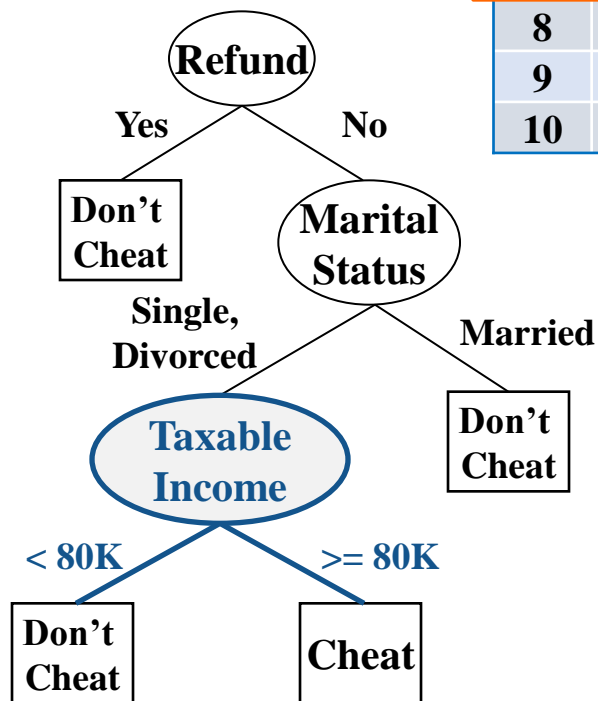 Refund
8
9
10
Yes
No
Don't
Cheat
Marital
Status
Single,
Divorced
Married
Taxable
Income
Don't
Cheat
< 80K
>= 80K
Don't
Cheat
Cheat